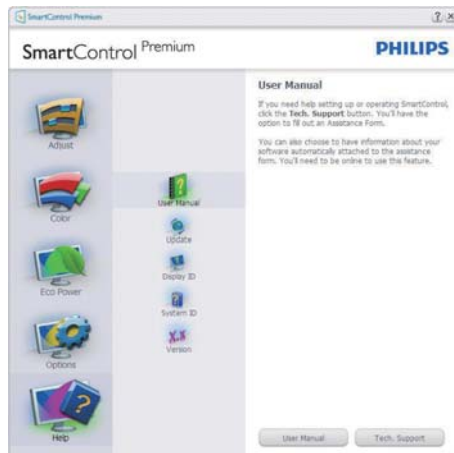 SmartControl Premium
SmartControl Premium
PHILIPS
Adjust
Color
Eco Power
Options
Help
User Manual
Update
Display ID
System ID
Version
User Manual
If you need help setting up or operating SmartControl,
click the Tech. Support button. You'll have the
option to fill out an Assistance Form.
You can also choose to have information about your
software automatically attached to the assistance
form. You'll need to be online to use this feature.
User Manual
Tech. Support